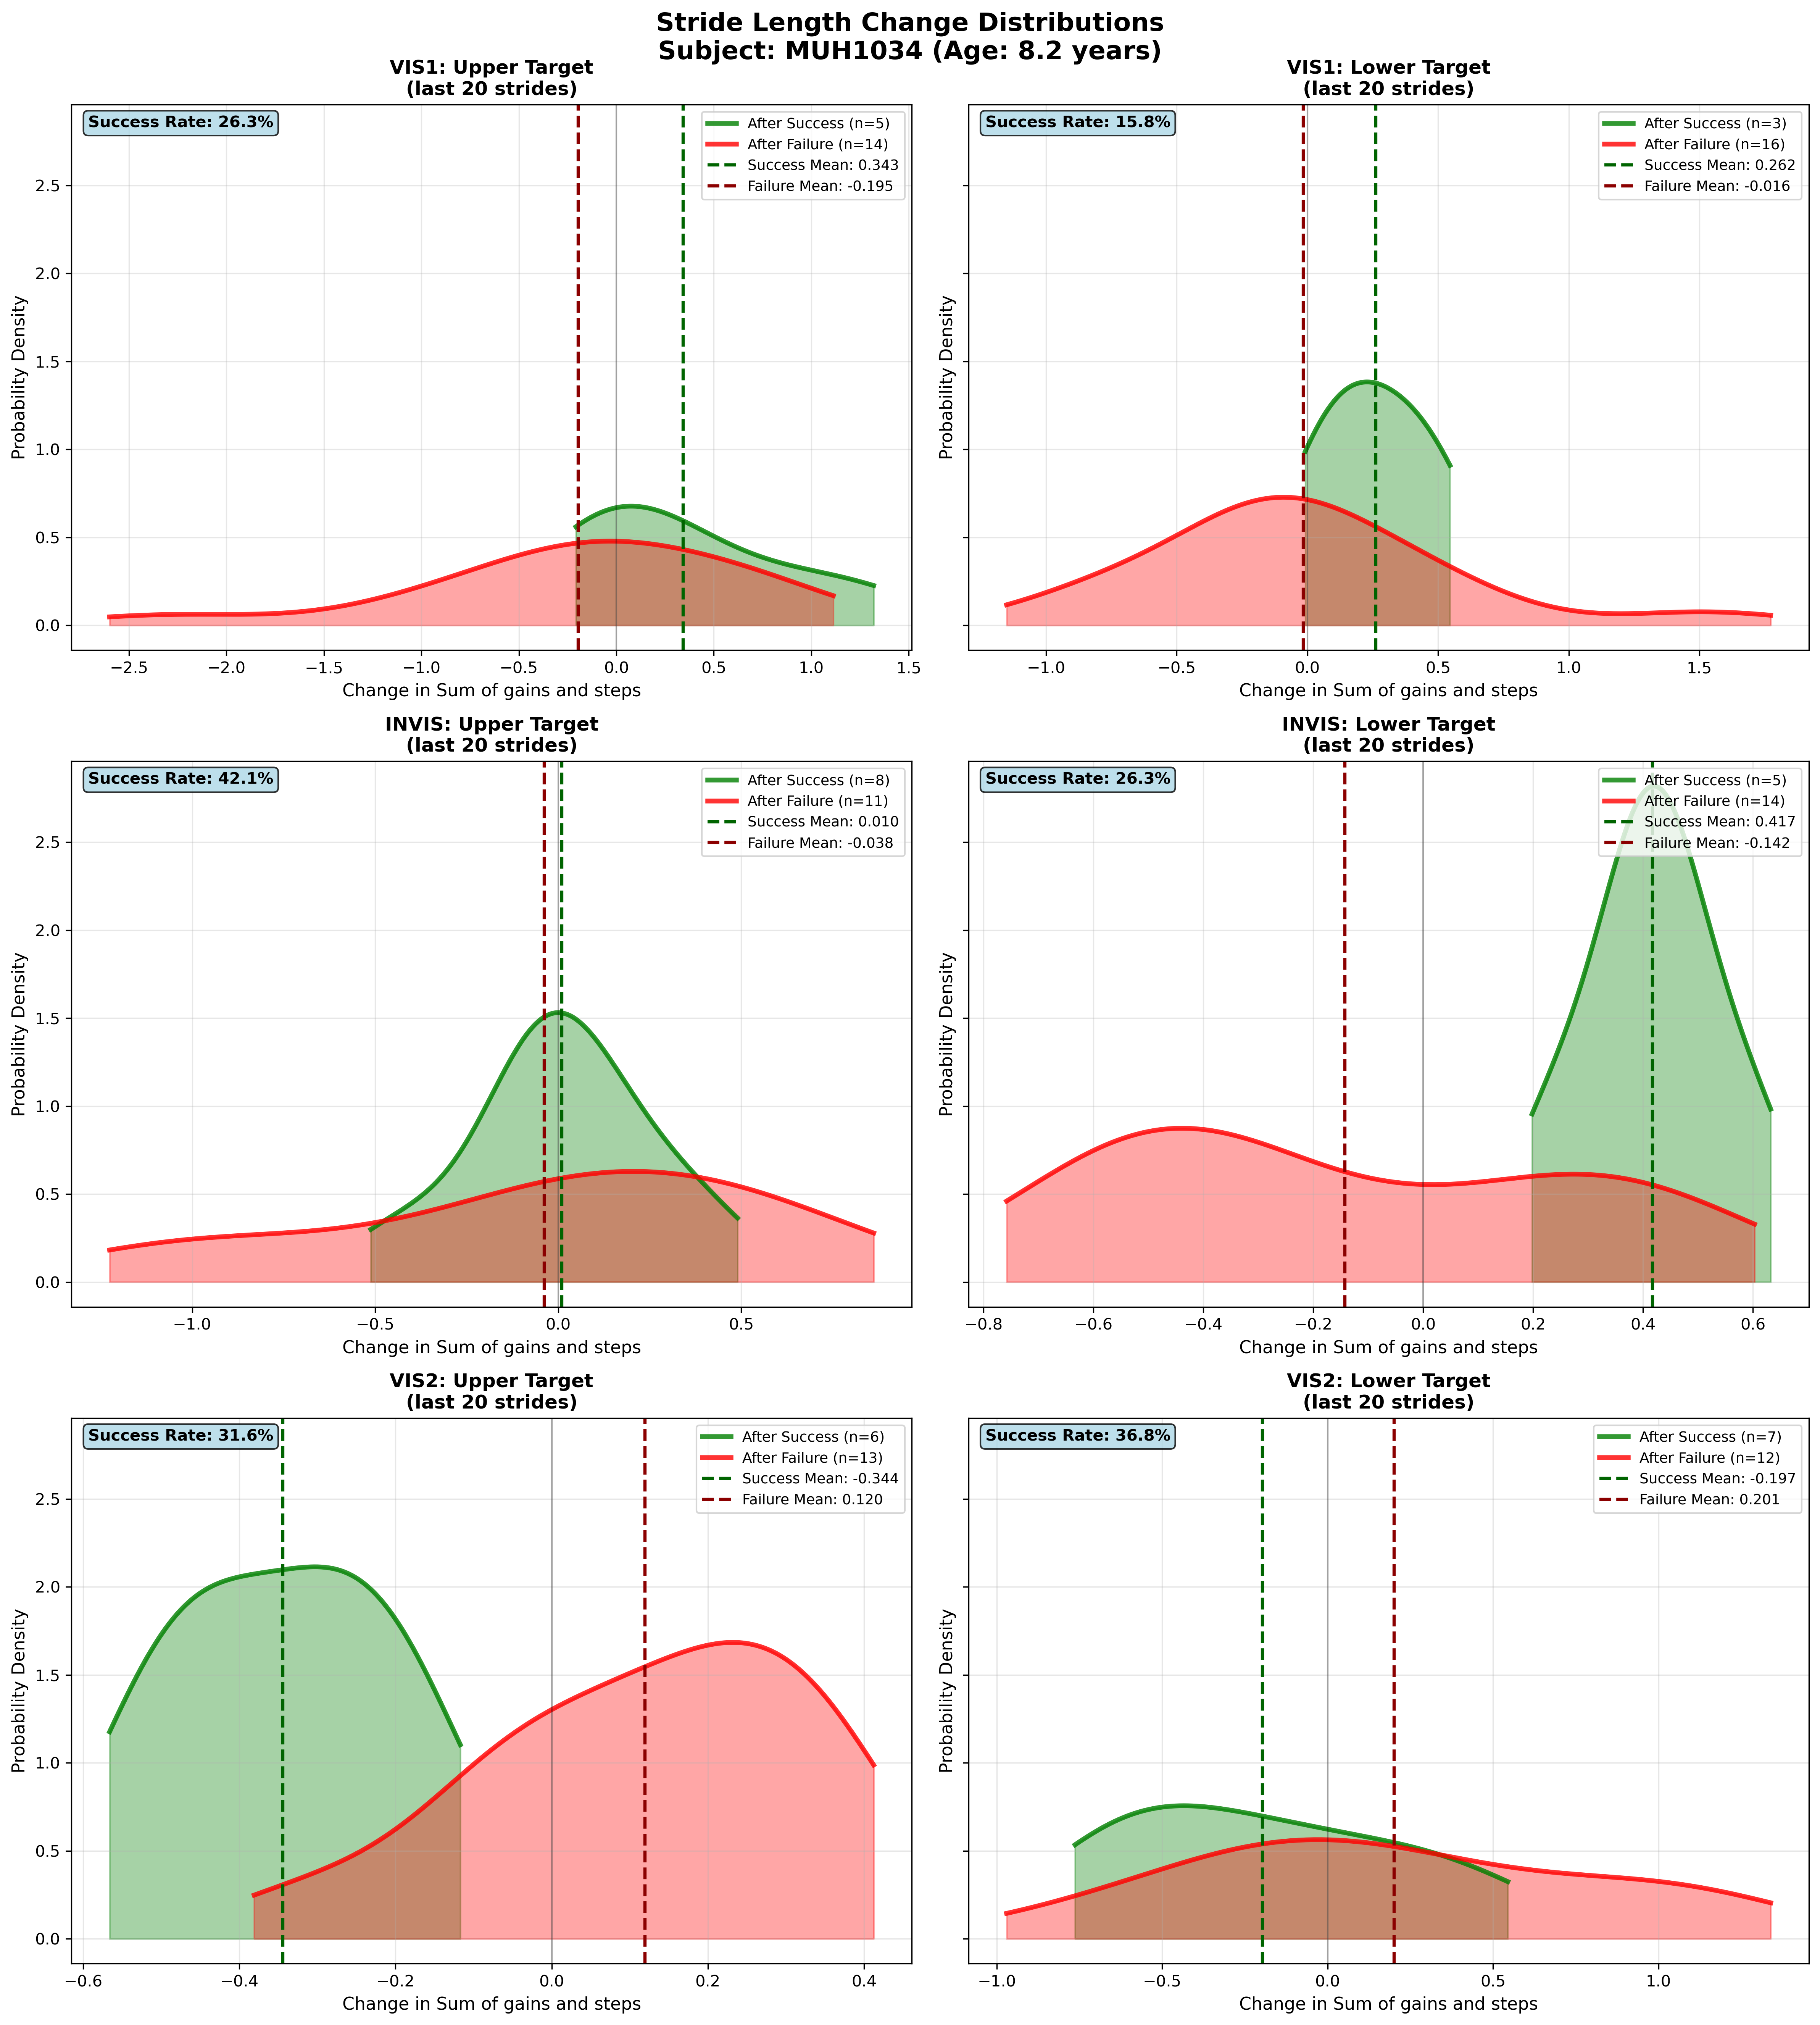 Stride Length Change Distributions
Subject: MUH1034 (Age: 8.2 years)
VIS1: Upper Target
(last 20 strides)
Success Rate: 26.3%
After Success (n=5)
After Failure (n=14)
Success Mean: 0.343
Failure Mean: -0.195
Probability Density
2.5
2.0
1.5
1.0
0.5
0.0
−2.5 −2.0 −1.5 −1.0 −0.5 0.0 0.5 1.0 1.5
Change in Sum of gains and steps
VIS1: Lower Target
(last 20 strides)
Success Rate: 15.8%
After Success (n=3)
After Failure (n=16)
Success Mean: 0.262
Failure Mean: -0.016
Probability Density
−1.0 −0.5 0.0 0.5 1.0 1.5
Change in Sum of gains and steps
INVIS: Upper Target
(last 20 strides)
Success Rate: 42.1%
After Success (n=8)
After Failure (n=11)
Success Mean: 0.010
Failure Mean: -0.038
Probability Density
2.5
2.0
1.5
1.0
0.5
0.0
−1.0 −0.5 0.0 0.5
Change in Sum of gains and steps
INVIS: Lower Target
(last 20 strides)
Success Rate: 26.3%
After Success (n=5)
After Failure (n=14)
Success Mean: 0.417
Failure Mean: -0.142
Probability Density
−0.8 −0.6 −0.4 −0.2 0.0 0.2 0.4 0.6
Change in Sum of gains and steps
VIS2: Upper Target
(last 20 strides)
Success Rate: 31.6%
After Success (n=6)
After Failure (n=13)
Success Mean: -0.344
Failure Mean: 0.120
Probability Density
2.5
2.0
1.5
1.0
0.5
0.0
−0.6 −0.4 −0.2 0.0 0.2 0.4
Change in Sum of gains and steps
VIS2: Lower Target
(last 20 strides)
Success Rate: 36.8%
After Success (n=7)
After Failure (n=12)
Success Mean: -0.197
Failure Mean: 0.201
Probability Density
−1.0 −0.5 0.0 0.5 1.0
Change in Sum of gains and steps